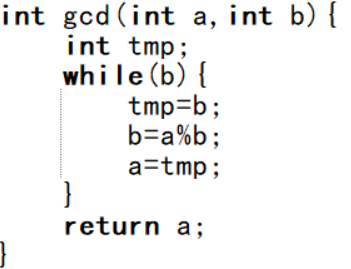 int gcd(int a,int b){
    int tmp;
    while(b){
        tmp=b;
        b=a%b;
        a=tmp;
    }
    return a;
}